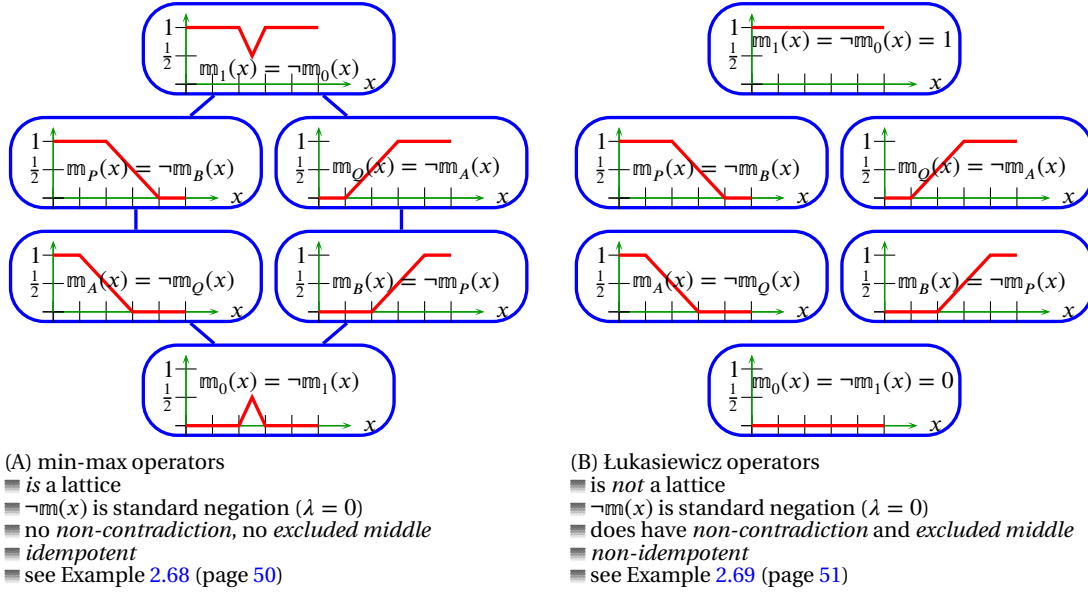 1
1/2
𝕞₁(x) = ¬𝕞₀(x)
x
1
1/2
𝕞_P(x) = ¬𝕞_B(x)
x
1
1/2
𝕞_Q(x) = ¬𝕞_A(x)
x
1
1/2
𝕞_A(x) = ¬𝕞_Q(x)
x
1
1/2
𝕞_B(x) = ¬𝕞_P(x)
x
1
1/2
𝕞₀(x) = ¬𝕞₁(x)
x
(A) min-max operators
is a lattice
¬𝕞(x) is standard negation (λ = 0)
no non-contradiction, no excluded middle
idempotent
see Example 2.68 (page 50)
1
1/2
𝕞₁(x) = ¬𝕞₀(x) = 1
x
1
1/2
𝕞_P(x) = ¬𝕞_B(x)
x
1
1/2
𝕞_Q(x) = ¬𝕞_A(x)
x
1
1/2
𝕞_A(x) = ¬𝕞_Q(x)
x
1
1/2
𝕞_B(x) = ¬𝕞_P(x)
x
1
1/2
𝕞₀(x) = ¬𝕞₁(x) = 0
x
(B) Łukasiewicz operators
is not a lattice
¬𝕞(x) is standard negation (λ = 0)
does have non-contradiction and excluded middle
non-idempotent
see Example 2.69 (page 51)